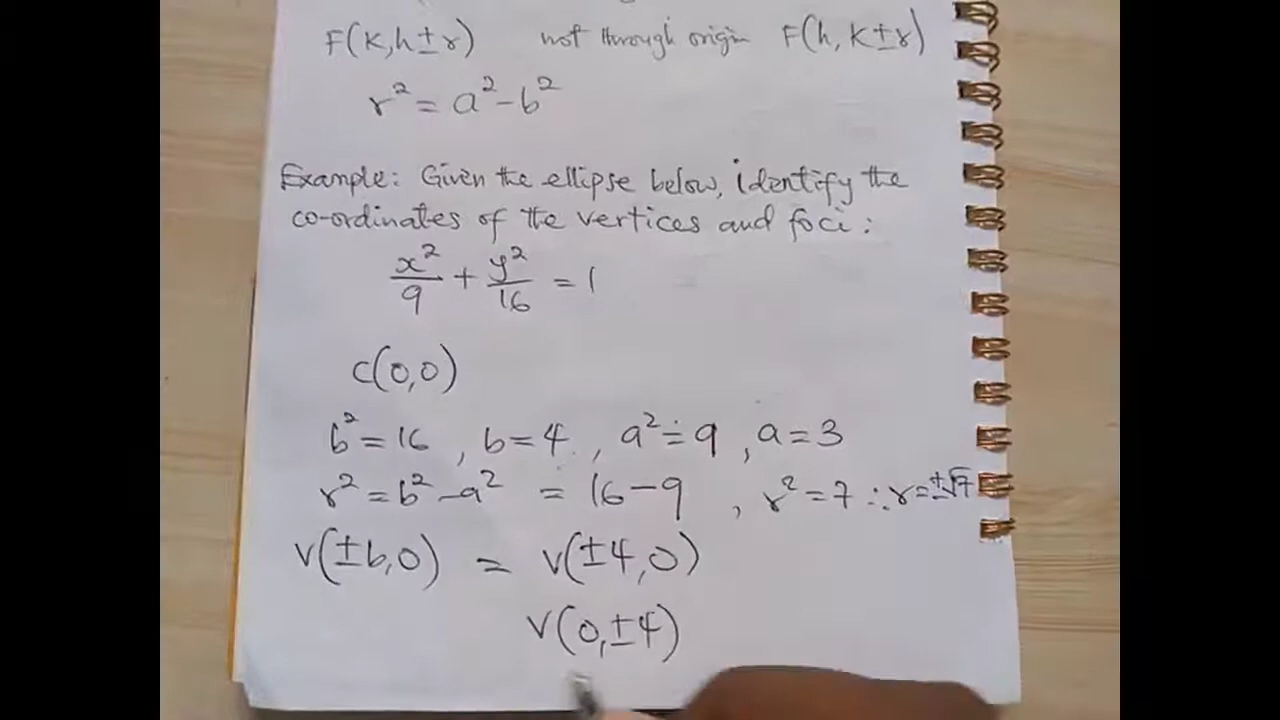 F(K,h±r) not through origin F(h,K±r)
r² = a² - b²
Example: Given the ellipse below, identify the
co-ordinates of the vertices and foci:
x²/9 + y²/16 = 1
C(0,0)
b² = 16 , b = 4 , a² = 9 , a = 3
r² = b² - a² = 16 - 9 , r² = 7 ∴ r = ±√7
V(±b,0) = V(±4,0)
V(0,±4)